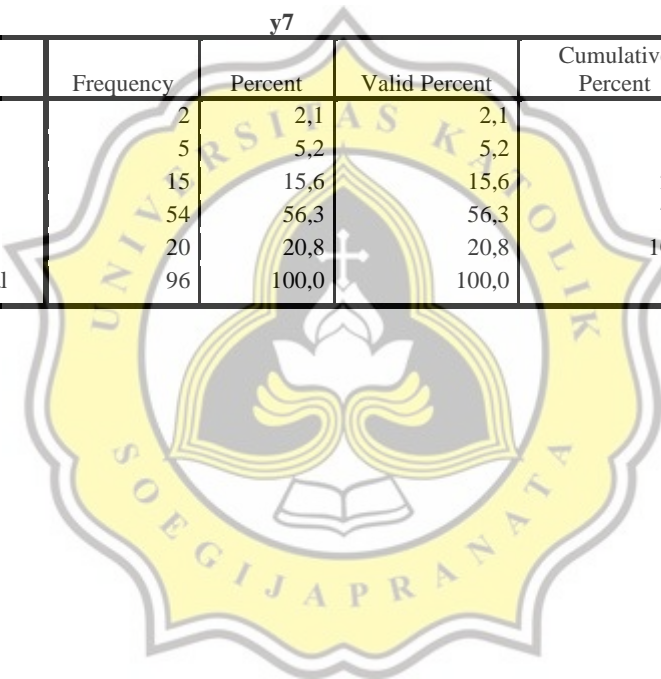 y7
Frequency Percent Valid Percent Cumulative Percent
2 2,1 2,1
5 5,2 5,2
15 15,6 15,6
54 56,3 56,3
20 20,8 20,8
96 100,0 100,0
UNIVERSITAS KATOLIK
SOEGIJAPRANATA